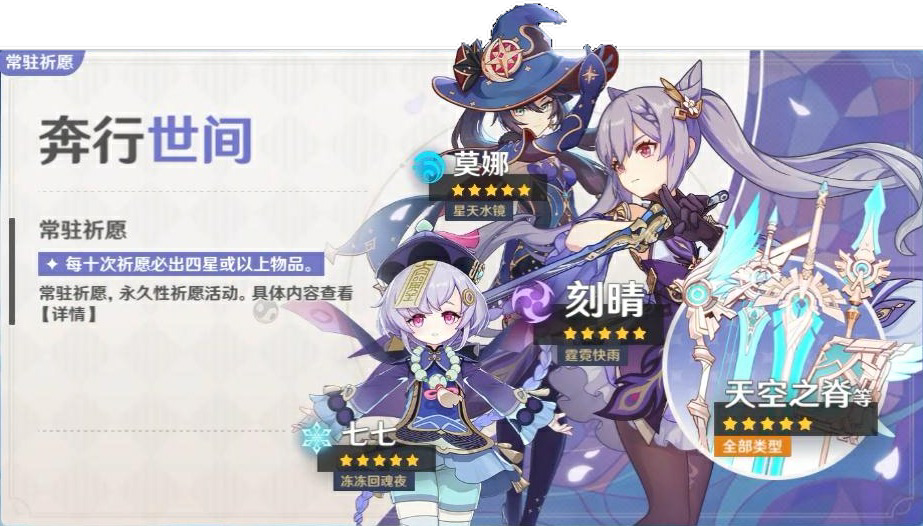 常驻祈愿
奔行世间
常驻祈愿
每十次祈愿必出四星或以上物品。
常驻祈愿，永久性祈愿活动。具体内容查看
【详情】
莫娜
星天水镜
刻晴
霆霓快雨
七七
冻冻回魂夜
天空之脊等
全部类型